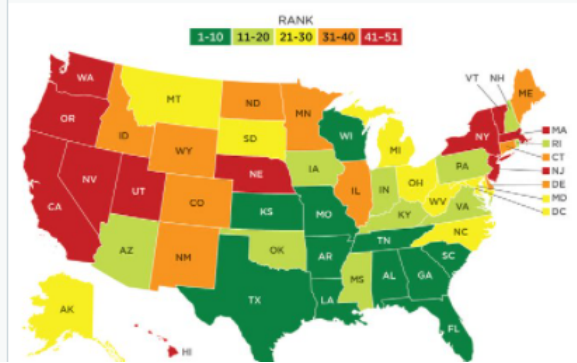 RANK
1-10 11-20 21-30 31-40 41-51
WA
VT NH
ME
MT
ND
MN
OR
ID
SD
WI
MI
NY
MA
RI
WY
CT
NE
IA
PA
NJ
NV
UT
IL
IN
OH
DE
CO
WV
MD
CA
KS
MO
KY
VA
DC
AZ
NM
OK
AR
TN
NC
SC
MS
AL
GA
TX
LA
AK
FL
HI